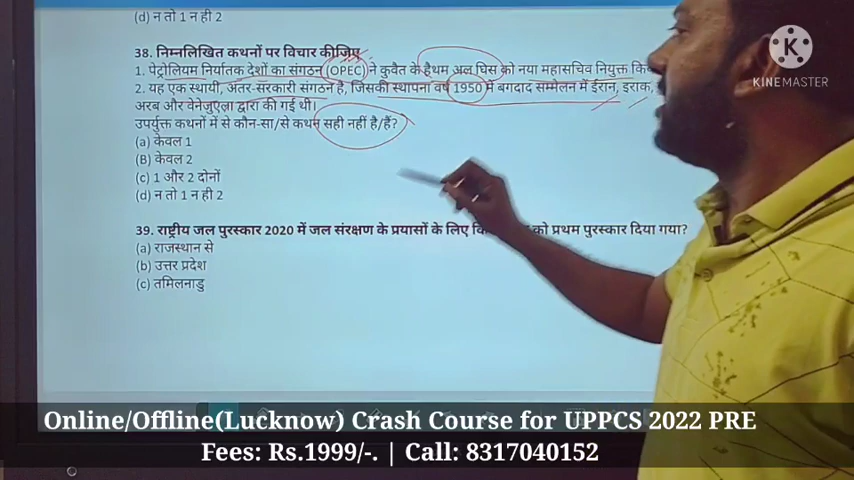 (d) न तो 1 न ही 2
38. निम्नलिखित कथनों पर विचार कीजिए
1. पेट्रोलियम निर्यातक देशों का संगठन (OPEC) ने कुवैत के हैथम अल घिस को नया महासचिव नियुक्त
2. यह एक स्थायी, अंतर-सरकारी संगठन है, जिसकी स्थापना वर्ष 1950 में बगदाद सम्मेलन में ईरान, इराक,
अरब और वेनेजुएला द्वारा की गई थी।
उपर्युक्त कथनों में से कौन-सा/से कथन सही नहीं है/हैं?
(a) केवल 1
(B) केवल 2
(c) 1 और 2 दोनों
(d) न तो 1 न ही 2
39. राष्ट्रीय जल पुरस्कार 2020 में जल संरक्षण के प्रयासों के लिए को प्रथम पुरस्कार दिया गया?
(a) राजस्थान से
(b) उत्तर प्रदेश
(c) तमिलनाडु
KINEMASTER
Online/Offline(Lucknow) Crash Course for UPPCS 2022 PRE
Fees: Rs.1999/-. | Call: 8317040152